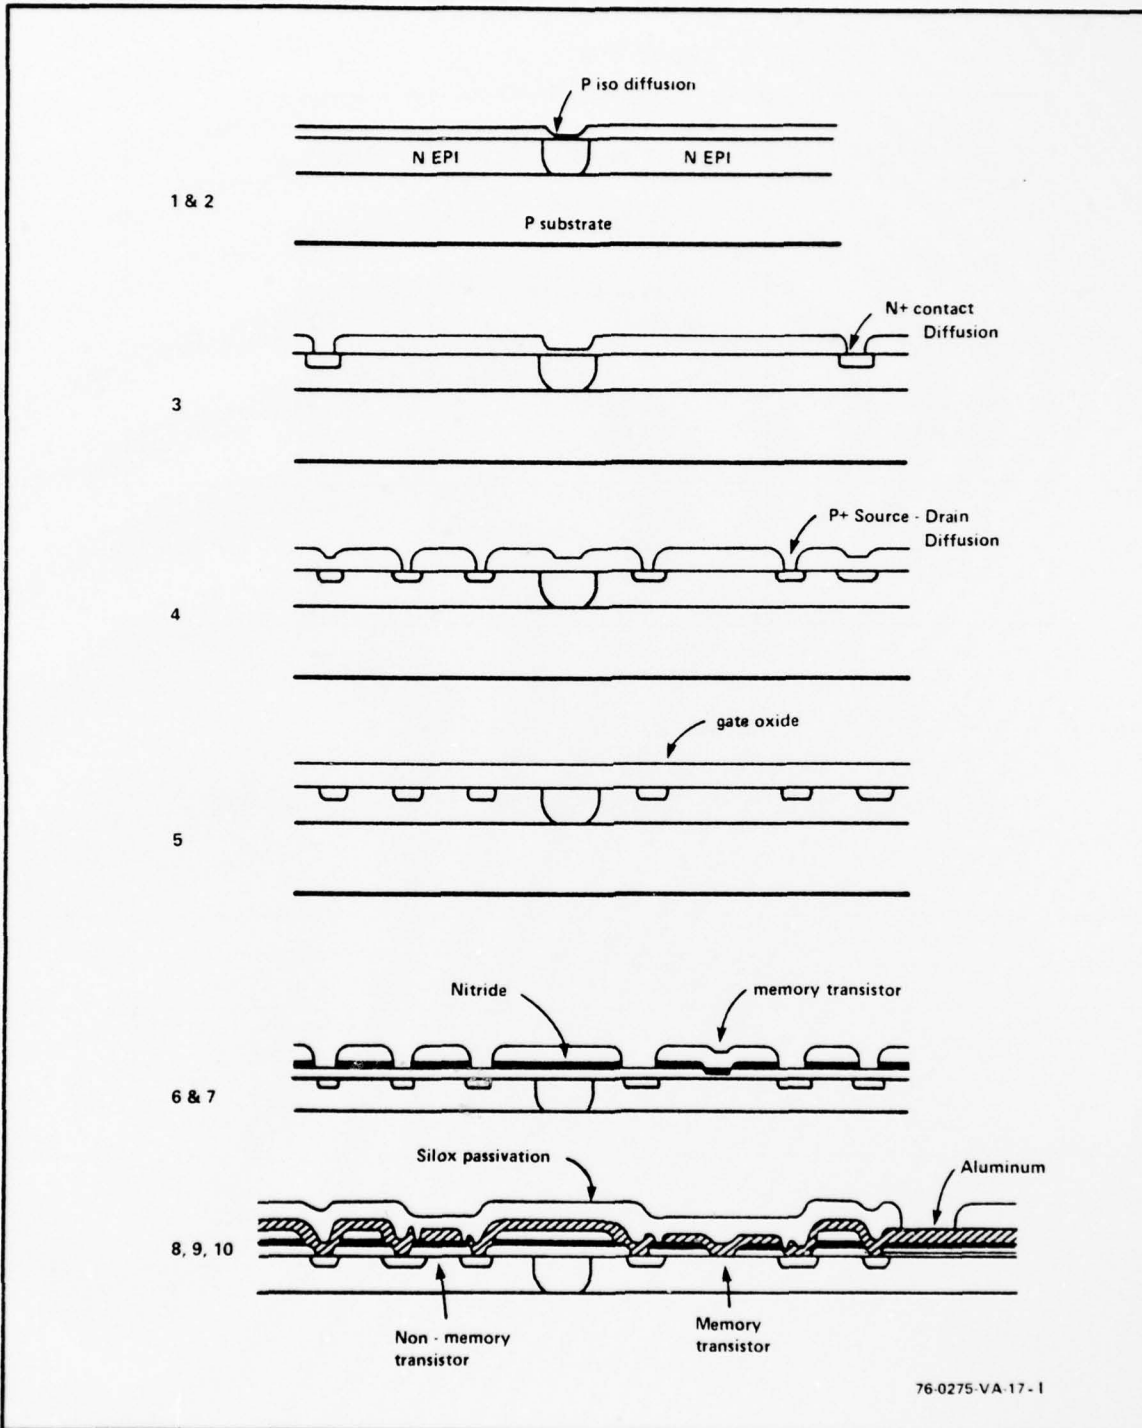 P iso diffusion
N EPI
N EPI
1 & 2
P substrate
N+ contact
Diffusion
3
P+ Source - Drain
Diffusion
4
gate oxide
5
Nitride
memory transistor
6 & 7
Silox passivation
Aluminum
8, 9, 10
Non - memory
transistor
Memory
transistor
76-0275-VA-17-1